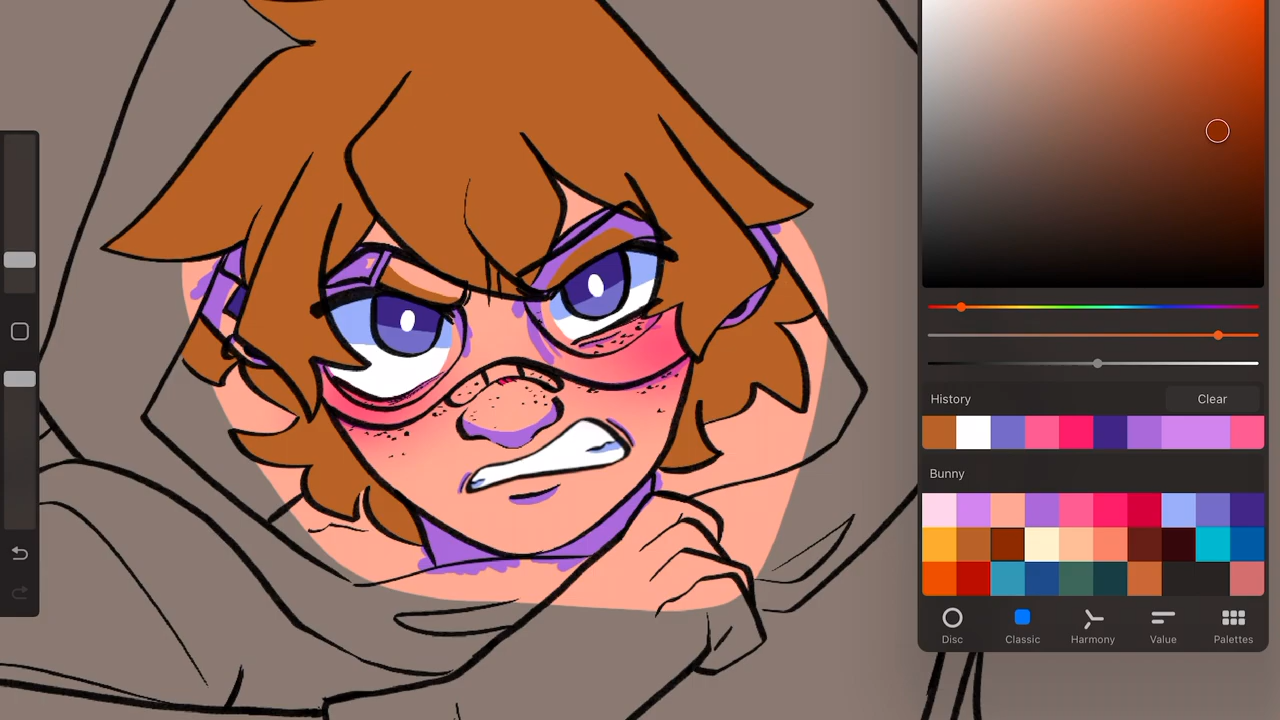 History
Clear
Bunny
Disc
Classic
Harmony
Value
Palettes